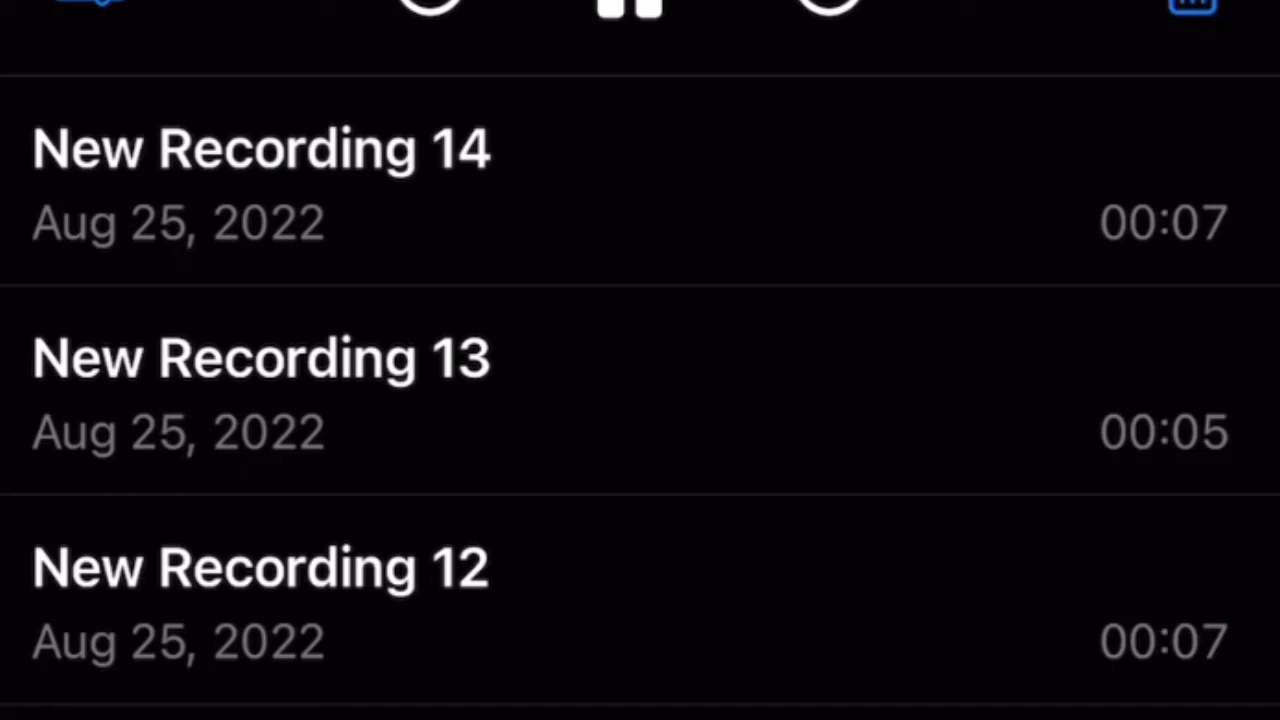 New Recording 14
Aug 25, 2022 00:07
New Recording 13
Aug 25, 2022 00:05
New Recording 12
Aug 25, 2022 00:07